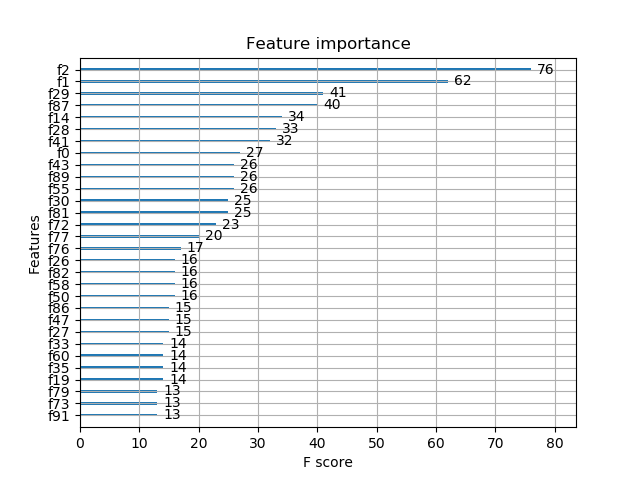 Feature importance
f2 76
f1 62
f29 41
f87 40
f14 34
f28 33
f41 32
f0 27
f43 26
f89 26
f55 26
f30 25
f81 25
f72 23
f77 20
f76 17
f26 16
f82 16
f58 16
f50 16
f86 15
f47 15
f27 15
f33 14
f60 14
f35 14
f19 14
f79 13
f73 13
f91 13
Features
0 10 20 30 40 50 60 70 80
F score